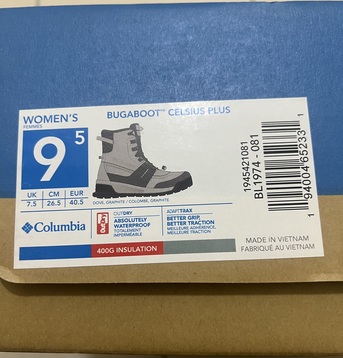 WOMEN'S
FEMMES
BUGABOOT™ CELSIUS PLUS
9 5
UK CM EUR
7.5 26.5 40.5
DOVE, GRAPHITE / COLOMBE, GRAPHITE
Columbia
OUTDRY
ABSOLUTELY
WATERPROOF
TOTALEMENT
IMPERMÉABLE
ADAPTTRAX
BETTER GRIP,
BETTER TRACTION
MEILLEURE ADHÉRENCE,
MEILLEURE TRACTION
400G INSULATION
1945421081
BL1974 - 081
1 94004 65233 1
MADE IN VIETNAM
FABRIQUÉ AU VIETNAM